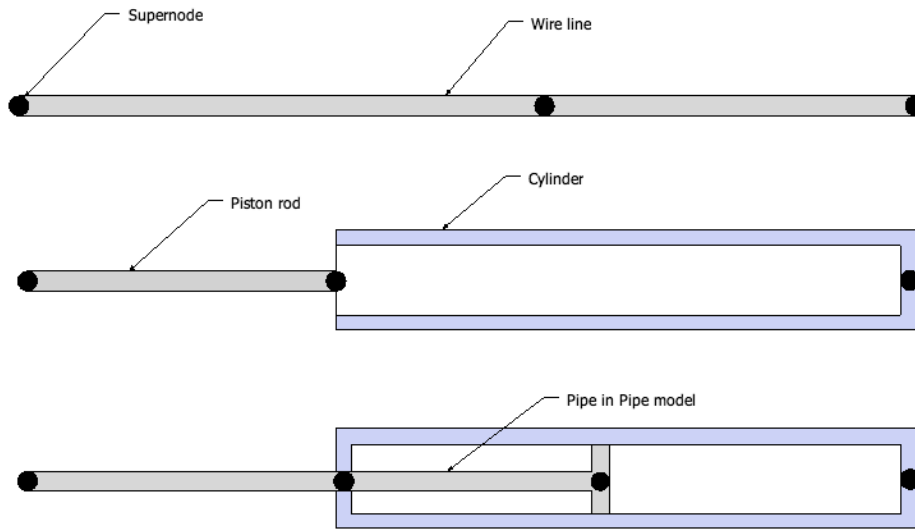 Supernode
Wire line
Cylinder
Piston rod
Pipe in Pipe model